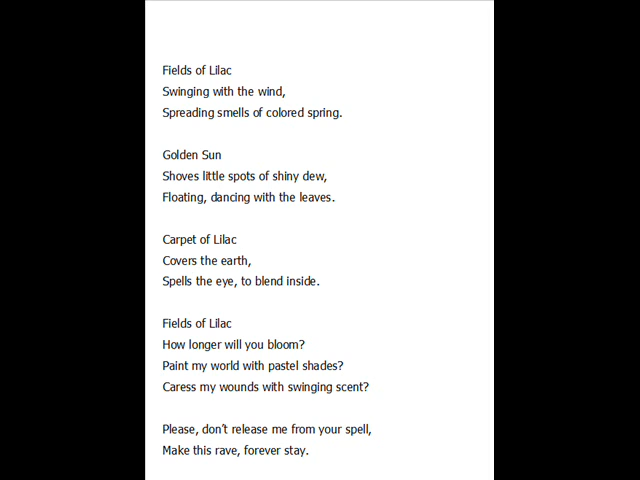 Fields of Lilac
Swinging with the wind,
Spreading smells of colored spring.
Golden Sun
Shoves little spots of shiny dew,
Floating, dancing with the leaves.
Carpet of Lilac
Covers the earth,
Spells the eye, to blend inside.
Fields of Lilac
How longer will you bloom?
Paint my world with pastel shades?
Caress my wounds with swinging scent?
Please, don't release me from your spell,
Make this rave, forever stay.